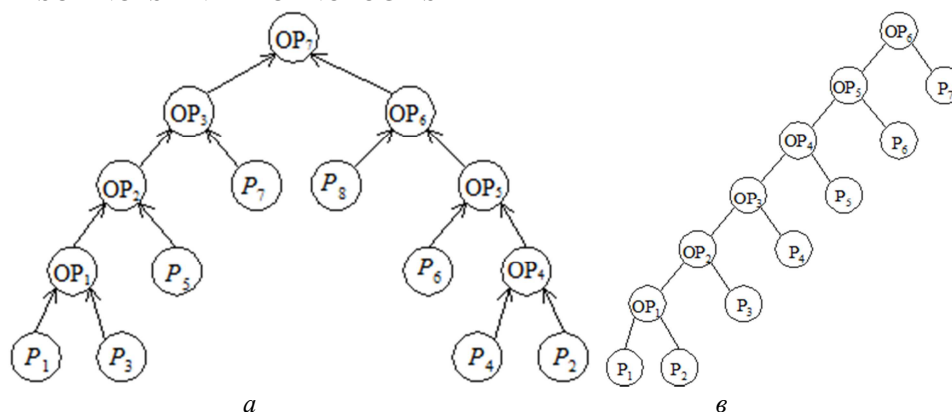 OP₇
OP₃ OP₆
OP₂ P₇ P₈ OP₅
OP₁ P₅ P₆ OP₄
P₁ P₃ P₄ P₂
а
OP₆
OP₅ P₇
OP₄ P₆
OP₃ P₅
OP₂ P₄
OP₁ P₃
P₁ P₂
в